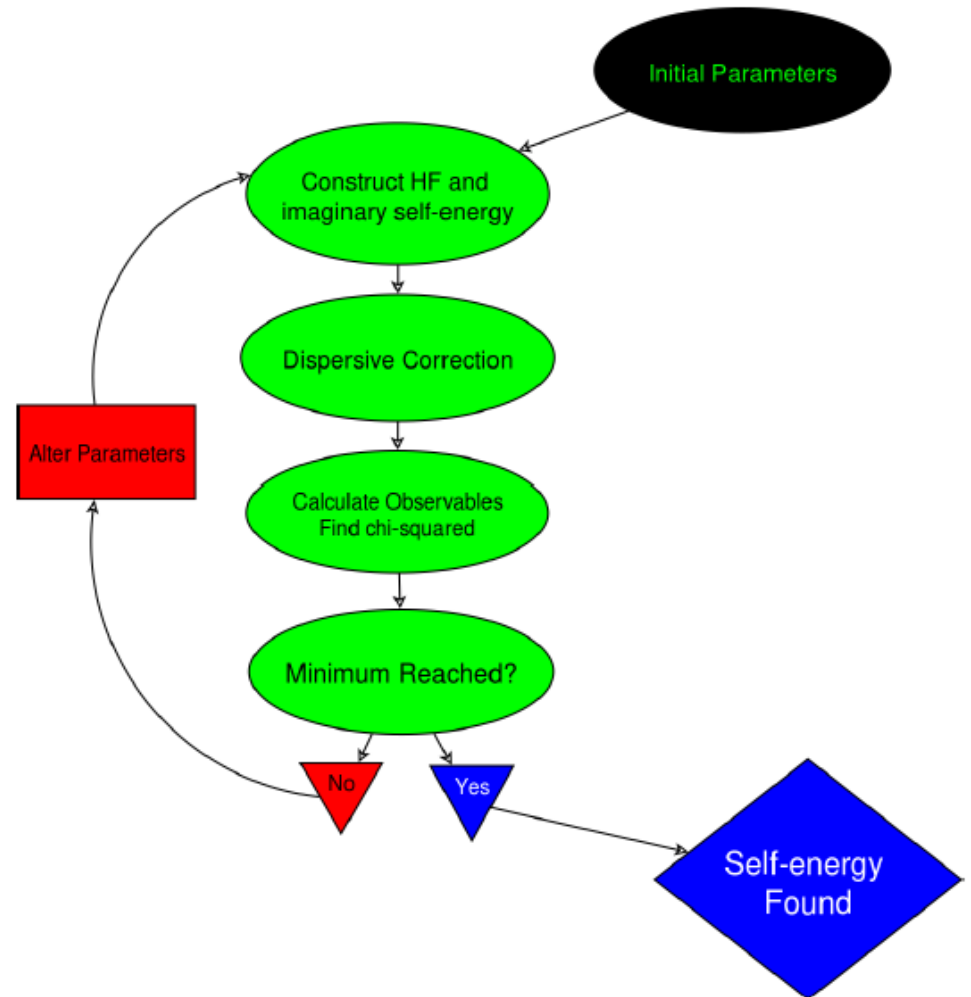 Initial Parameters
Construct HF and
imaginary self-energy
Dispersive Correction
Alter Parameters
Calculate Observables
Find chi-squared
Minimum Reached?
No
Yes
Self-energy
Found